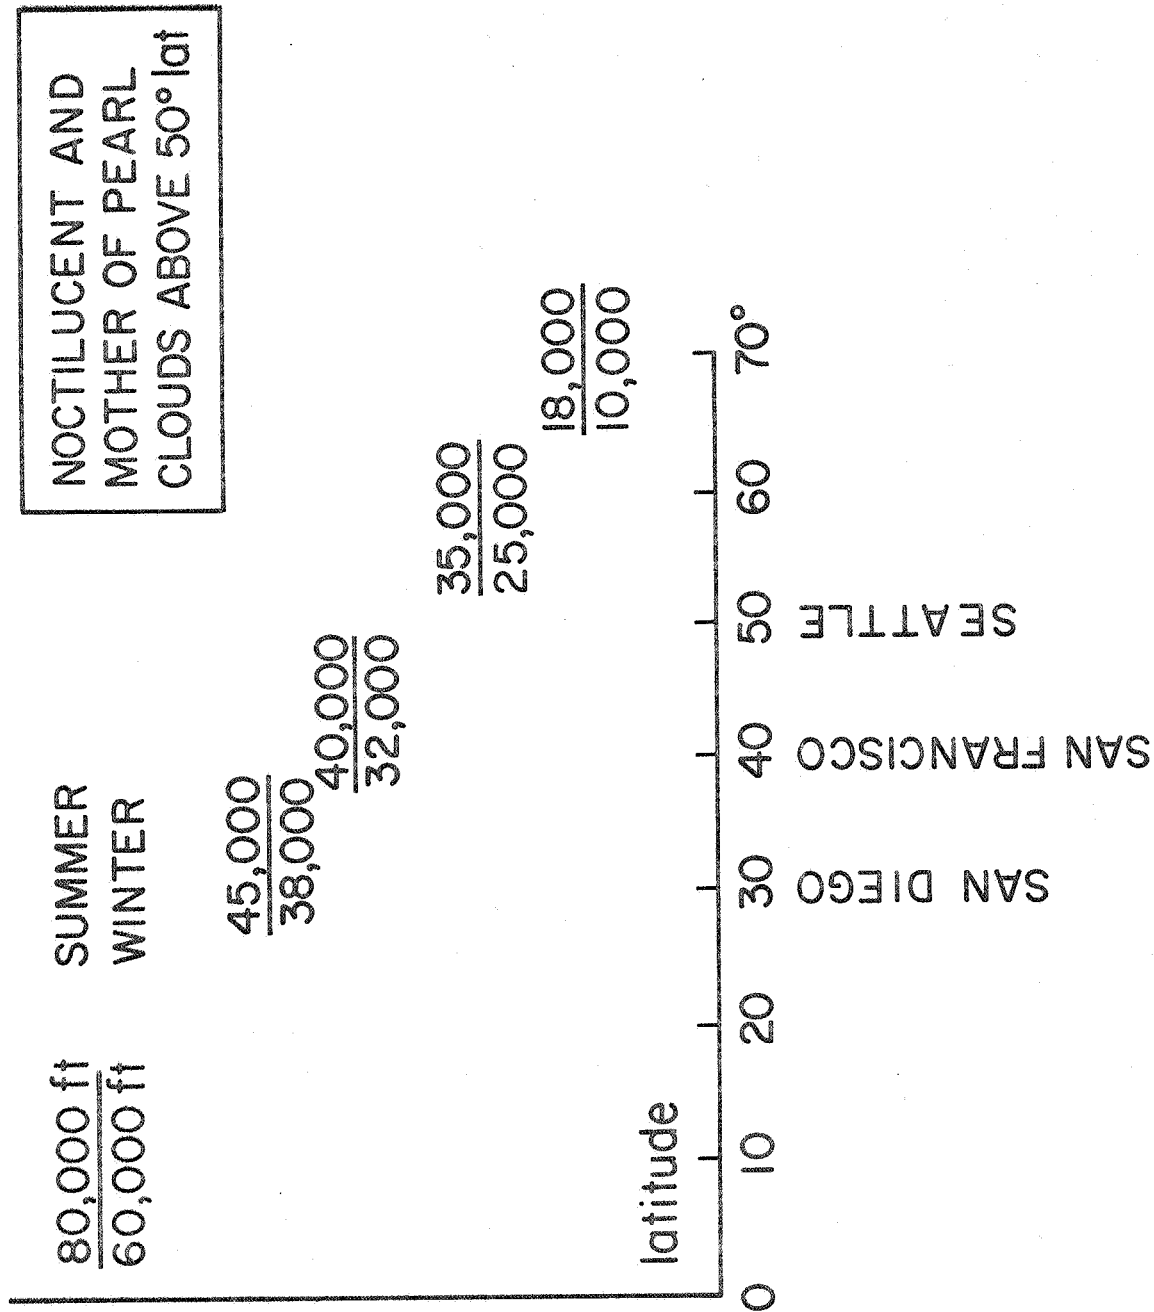 NOCTILUCENT AND
MOTHER OF PEARL
CLOUDS ABOVE 50° lat
80,000 ft
60,000 ft
SUMMER
WINTER
45,000
38,000
40,000
32,000
35,000
25,000
18,000
10,000
latitude
0 10 20 30 40 50 60 70°
SAN DIEGO
SAN FRANCISCO
SEATTLE